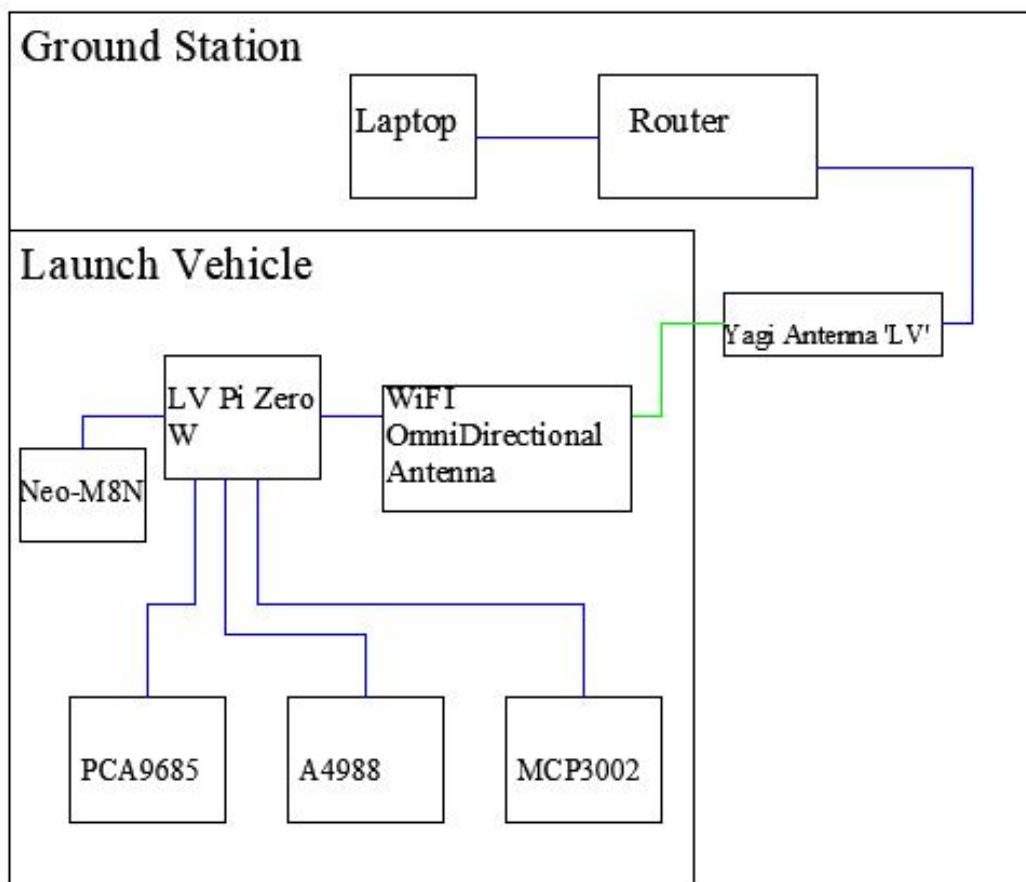 Ground Station
Laptop
Router
Launch Vehicle
Yagi Antenna 'LV'
LV Pi Zero
W
WiFI
OmniDirectional
Antenna
Neo-M8N
PCA9685
A4988
MCP3002